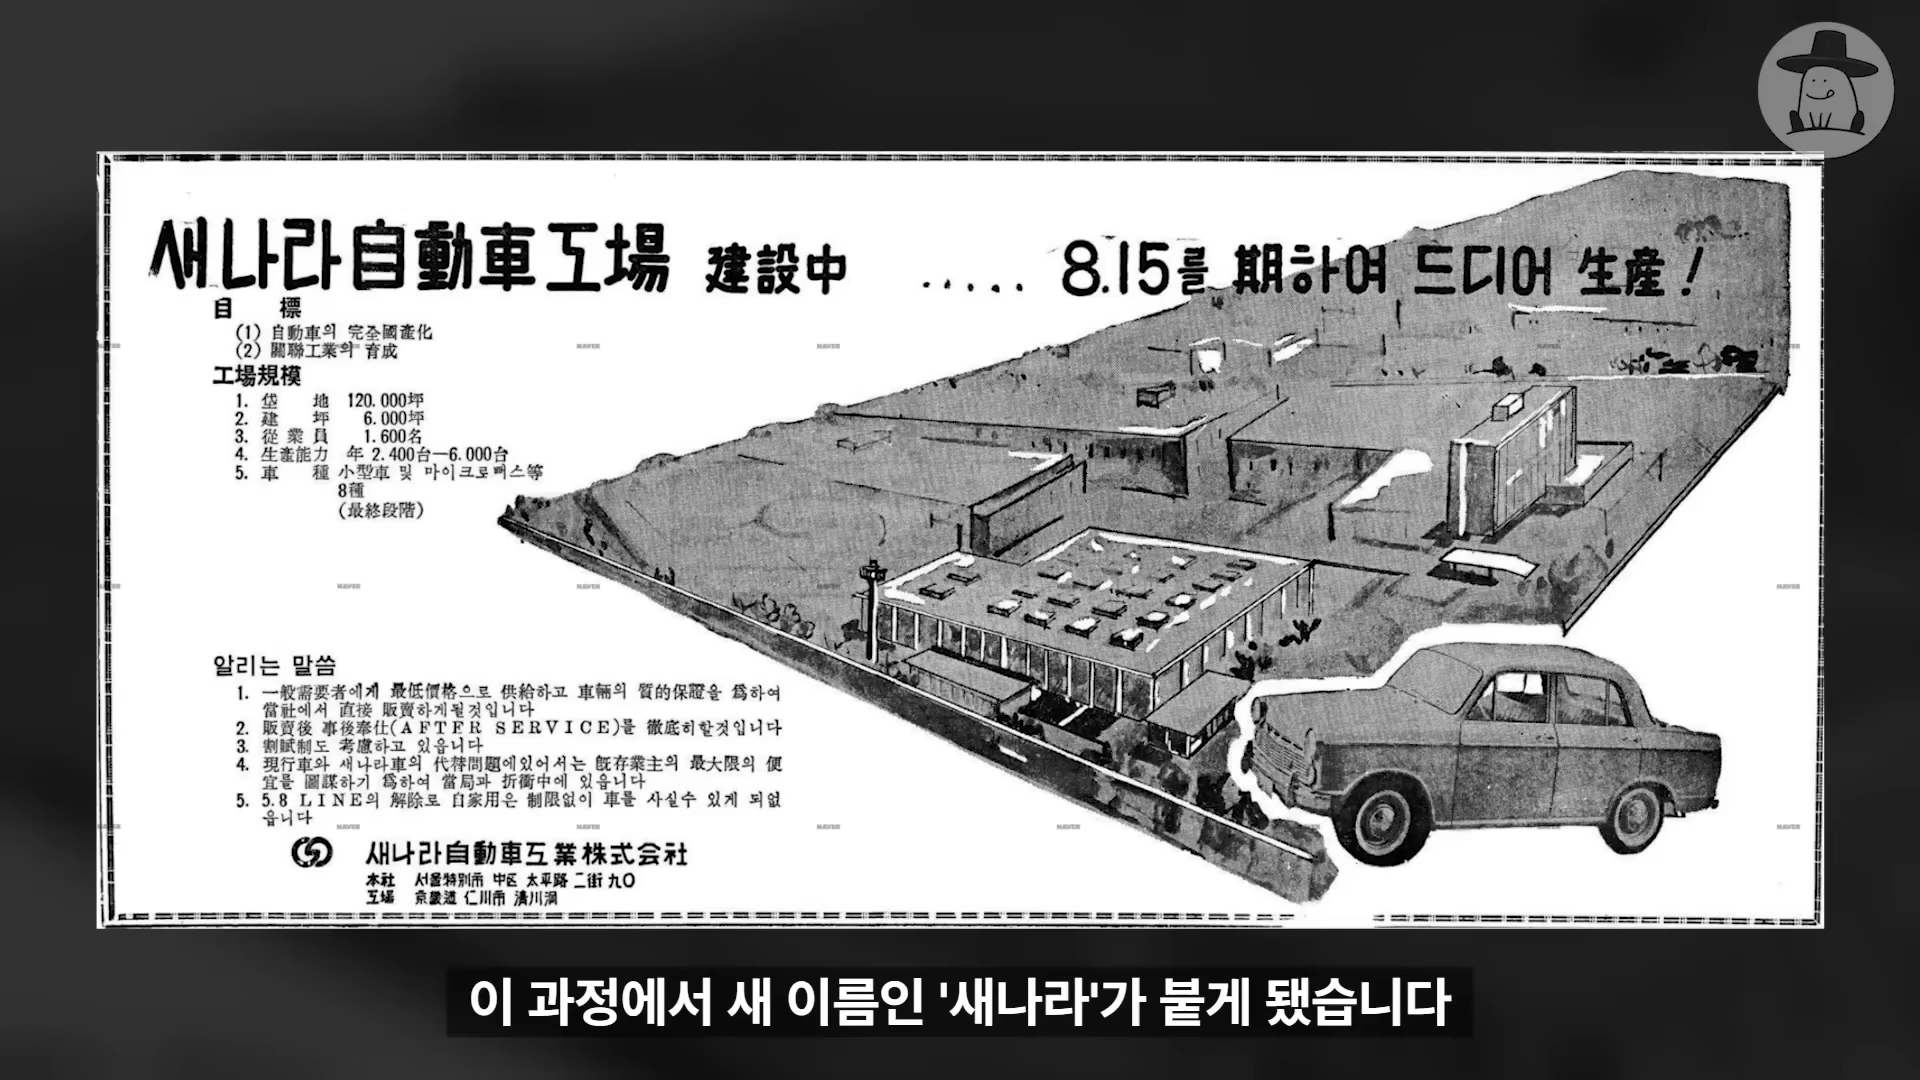 새나라自動車工場 建設中 ..... 8.15를 期하여 드디어 生産!
目 標
(1) 自動車의 完全國産化
(2) 關聯工業의 育成
工場規模
1. 垈 地 120.000坪
2. 建 坪 6.000坪
3. 從業員 1.600名
4. 生産能力 年 2.400台—6.000台
5. 車 種 小型車 및 마이크로뻐스等
8種
(最終段階)
알리는 말씀
1. 一般需要者에게 最低價格으로 供給하고 車輛의 質的保證을 爲하여
當社에서 直接 販賣하게될것입니다
2. 販賣後 事後奉仕(AFTER SERVICE)를 徹底히할것입니다
3. 割賦制도 考慮하고 있읍니다
4. 現行車와 새나라車의 代替問題에있어서는 旣存業主의 最大限의 便
宜를 圖謀하기 爲하여 當局과 折衝中에 있읍니다
5. 5.8 LINE의 解除로 自家用은 制限없이 車를 사실수 있게 되었
읍니다
새나라自動車工業株式会社
本社 서울特別市 中区 太平路 二街 九〇
工場 京畿道 仁川市 淸川洞
NAVER
이 과정에서 새 이름인 '새나라'가 붙게 됐습니다